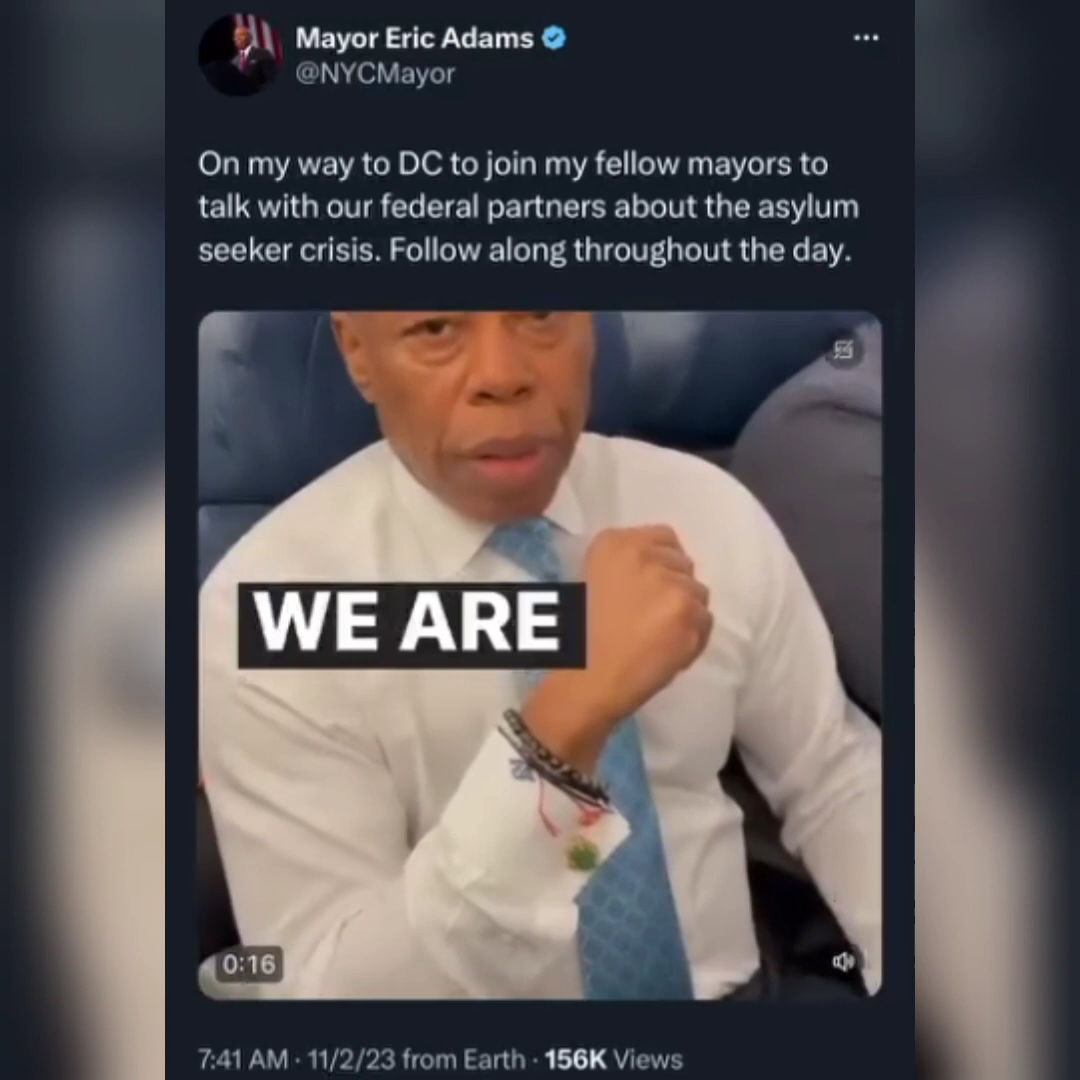 Mayor Eric Adams
@NYCMayor
On my way to DC to join my fellow mayors to
talk with our federal partners about the asylum
seeker crisis. Follow along throughout the day.
WE ARE
0:16
7:41 AM · 11/2/23 from Earth · 156K Views